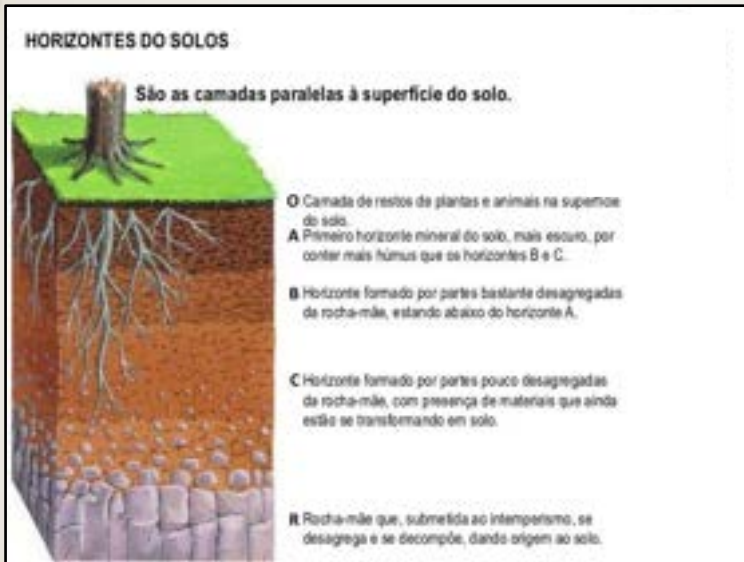 HORIZONTES DO SOLOS
São as camadas paralelas à superfície do solo.
O Camada de restos de plantas e animais na superfície
do solo.
A Primeiro horizonte mineral do solo, mais escuro, por
conter mais húmus que os horizontes B e C.
B Horizonte formado por partes bastante desagregadas
da rocha-mãe, estando abaixo do horizonte A.
C Horizonte formado por partes pouco desagregadas
da rocha-mãe, com presença de materiais que ainda
estão se transformando em solo.
R Rocha-mãe que, submetida ao intemperismo, se
desagrega e se decompõe, dando origem ao solo.